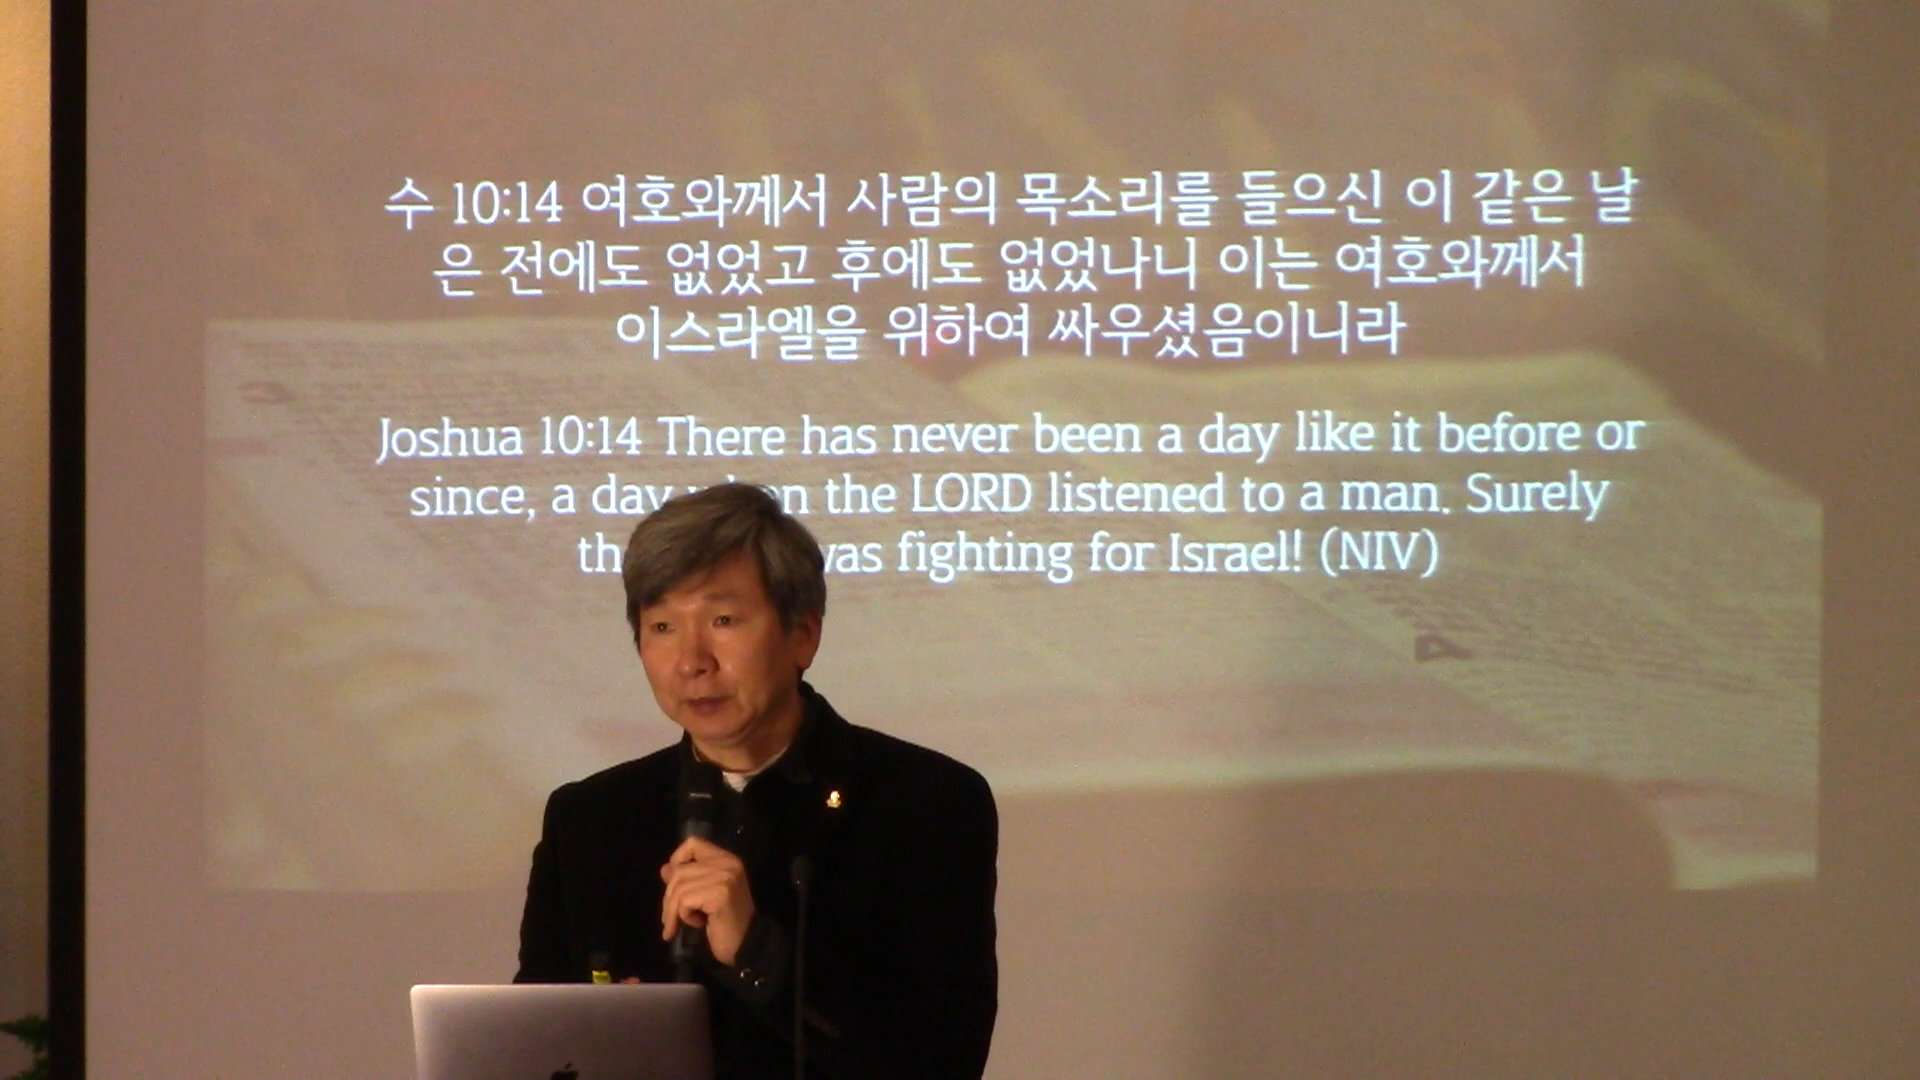 수 10:14 여호와께서 사람의 목소리를 들으신 이 같은 날
은 전에도 없었고 후에도 없었나니 이는 여호와께서
이스라엘을 위하여 싸우셨음이니라
Joshua 10:14 There has never been a day like it before or
since, a day the LORD listened to a man. Surely
fighting for Israel! (NIV)